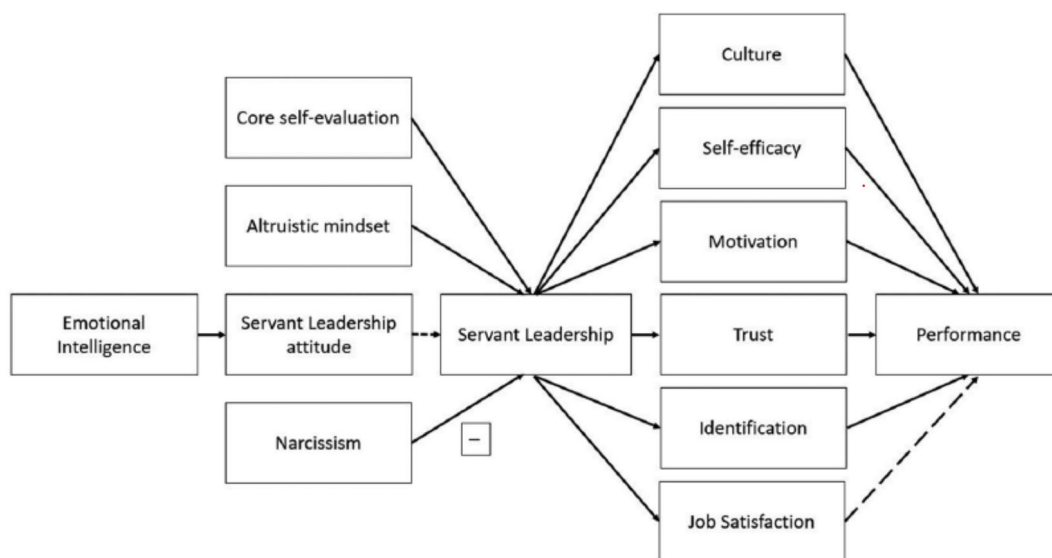 Culture
Core self-evaluation
Self-efficacy
Altruistic mindset
Motivation
Emotional
Intelligence
Servant Leadership
attitude
Servant Leadership
Trust
Performance
Narcissism
–
Identification
Job Satisfaction